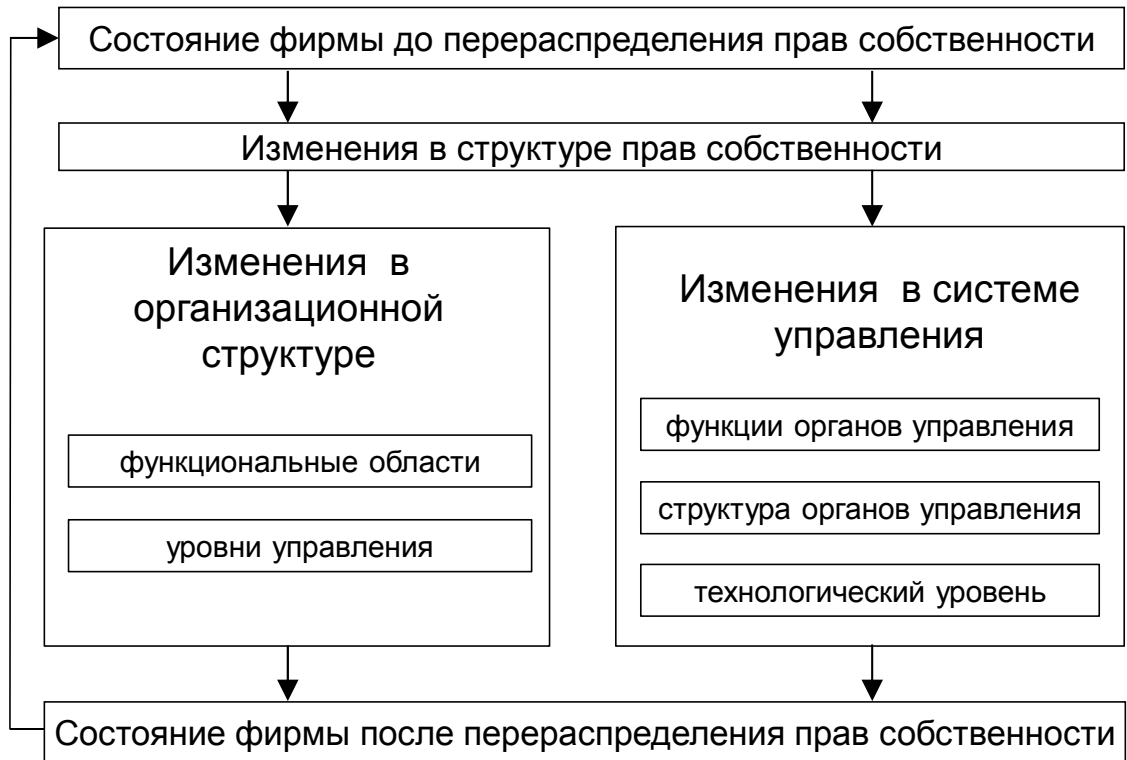 Состояние фирмы до перераспределения прав собственности
Изменения в структуре прав собственности
Изменения в
организационной
структуре
функциональные области
уровни управления
Изменения в системе
управления
функции органов управления
структура органов управления
технологический уровень
Состояние фирмы после перераспределения прав собственности